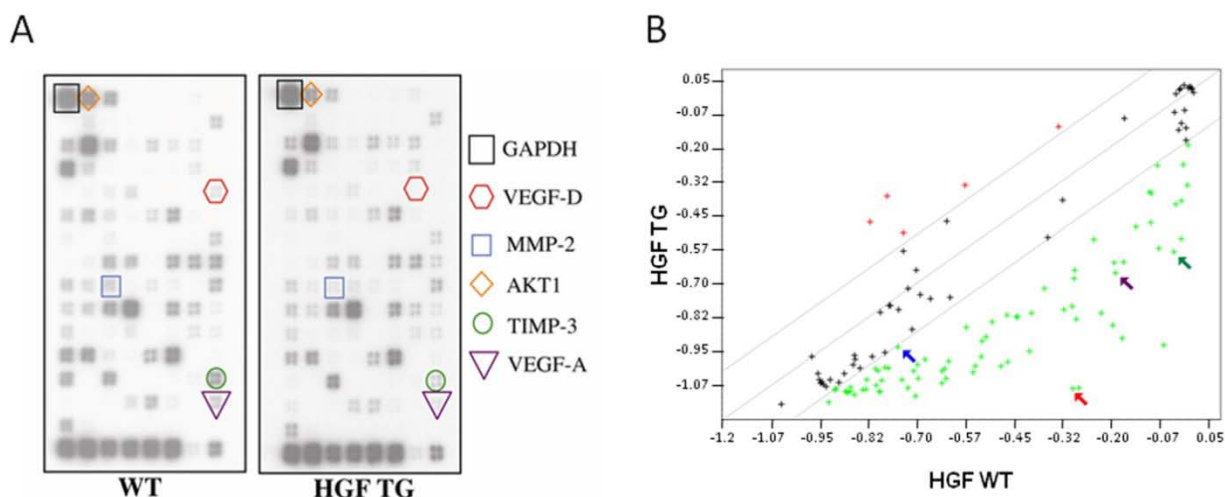 A
GAPDH
VEGF-D
MMP-2
AKT1
TIMP-3
VEGF-A
WT
HGF TG
B
HGF TG
0.05
-0.07
-0.20
-0.32
-0.45
-0.57
-0.70
-0.82
-0.95
-1.07
-1.2
-1.07
-0.95
-0.82
-0.70
-0.57
-0.45
-0.32
-0.20
-0.07
0.05
HGF WT